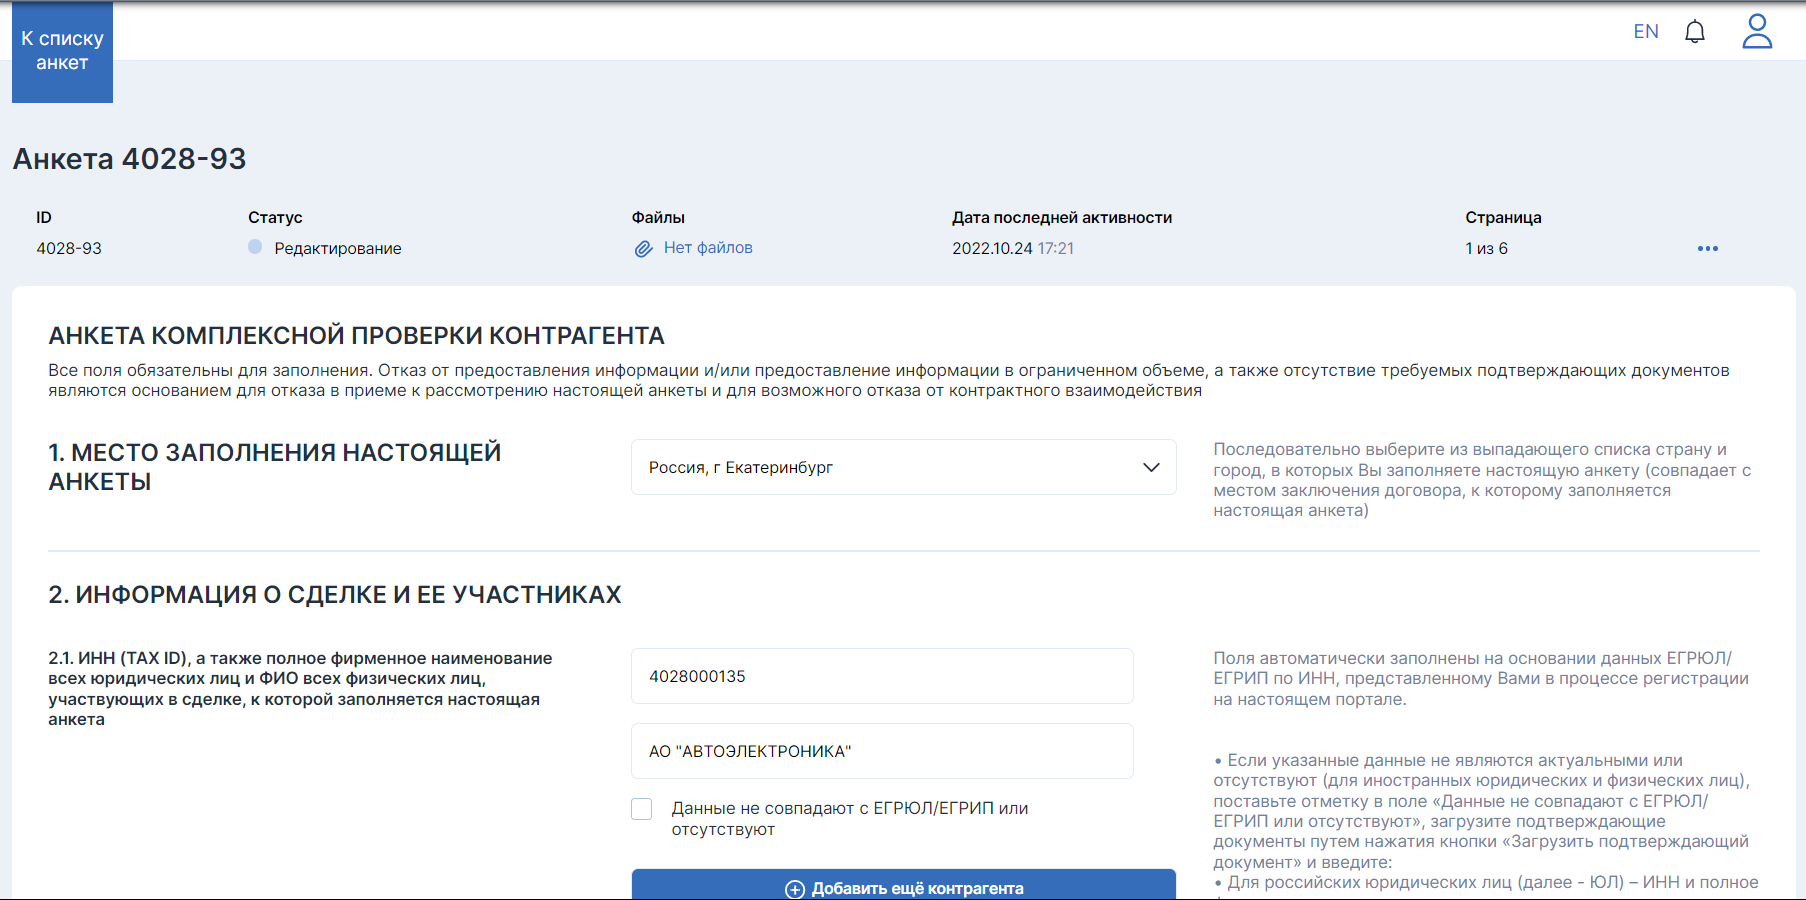 К списку
анкет
EN
Анкета 4028-93
ID
Статус
Файлы
Дата последней активности
Страница
4028-93
Редактирование
Нет файлов
2022.10.24 17:21
1 из 6
АНКЕТА КОМПЛЕКСНОЙ ПРОВЕРКИ КОНТРАГЕНТА
Все поля обязательны для заполнения. Отказ от предоставления информации и/или предоставление информации в ограниченном объеме, а также отсутствие требуемых подтверждающих документов
являются основанием для отказа в приеме к рассмотрению настоящей анкеты и для возможного отказа от контрактного взаимодействия
1. МЕСТО ЗАПОЛНЕНИЯ НАСТОЯЩЕЙ
АНКЕТЫ
Россия, г Екатеринбург
Последовательно выберите из выпадающего списка страну и
город, в которых Вы заполняете настоящую анкету (совпадает с
местом заключения договора, к которому заполняется
настоящая анкета)
2. ИНФОРМАЦИЯ О СДЕЛКЕ И ЕЕ УЧАСТНИКАХ
2.1. ИНН (TAX ID), а также полное фирменное наименование
всех юридических лиц и ФИО всех физических лиц,
участвующих в сделке, к которой заполняется настоящая
анкета
4028000135
АО "АВТОЭЛЕКТРОНИКА"
Данные не совпадают с ЕГРЮЛ/ЕГРИП или
отсутствуют
Добавить ещё контрагента
Поля автоматически заполнены на основании данных ЕГРЮЛ/
ЕГРИП по ИНН, представленному Вами в процессе регистрации
на настоящем портале.
• Если указанные данные не являются актуальными или
отсутствуют (для иностранных юридических и физических лиц),
поставьте отметку в поле «Данные не совпадают с ЕГРЮЛ/
ЕГРИП или отсутствуют», загрузите подтверждающие
документы путем нажатия кнопки «Загрузить подтверждающий
документ» и введите:
• Для российских юридических лиц (далее - ЮЛ) – ИНН и полное